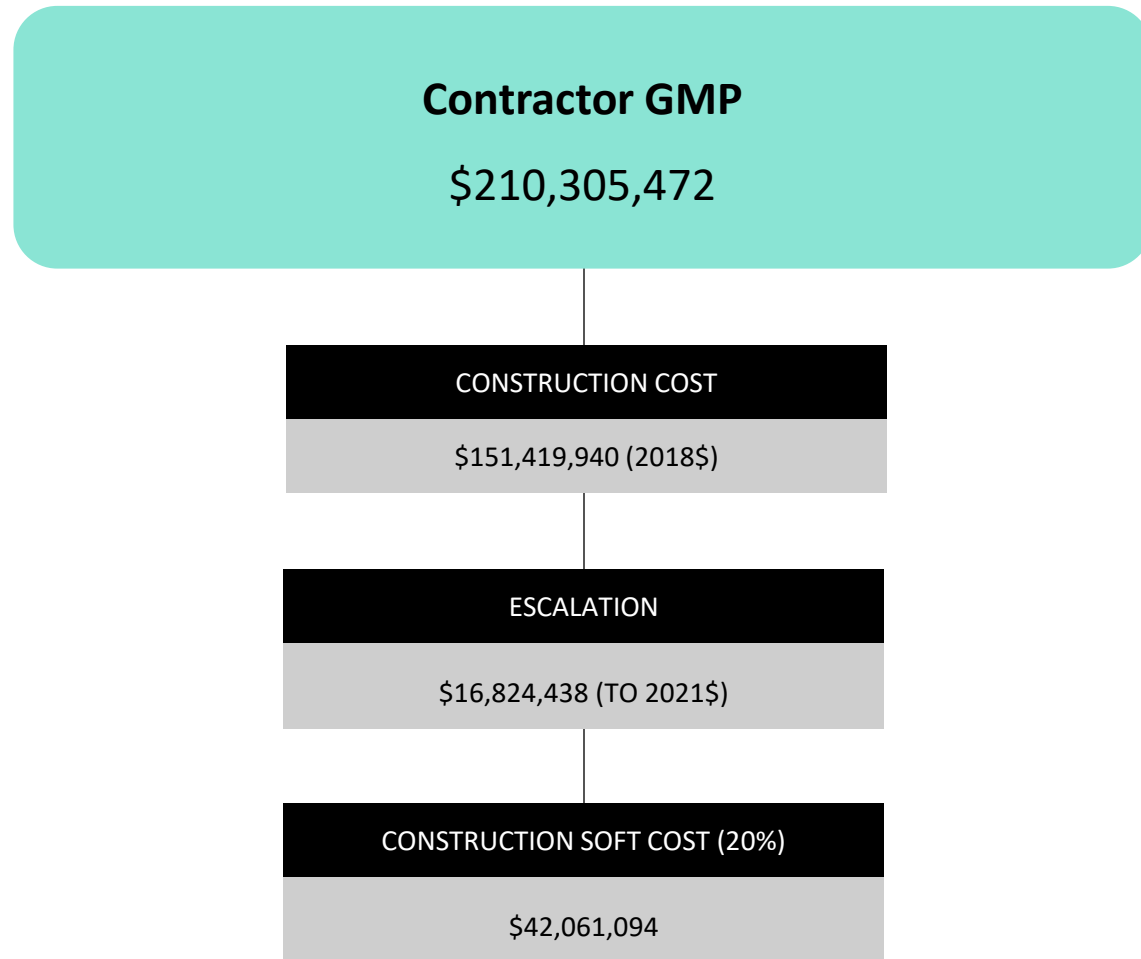 Contractor GMP
$210,305,472
CONSTRUCTION COST
$151,419,940 (2018$)
ESCALATION
$16,824,438 (TO 2021$)
CONSTRUCTION SOFT COST (20%)
$42,061,094